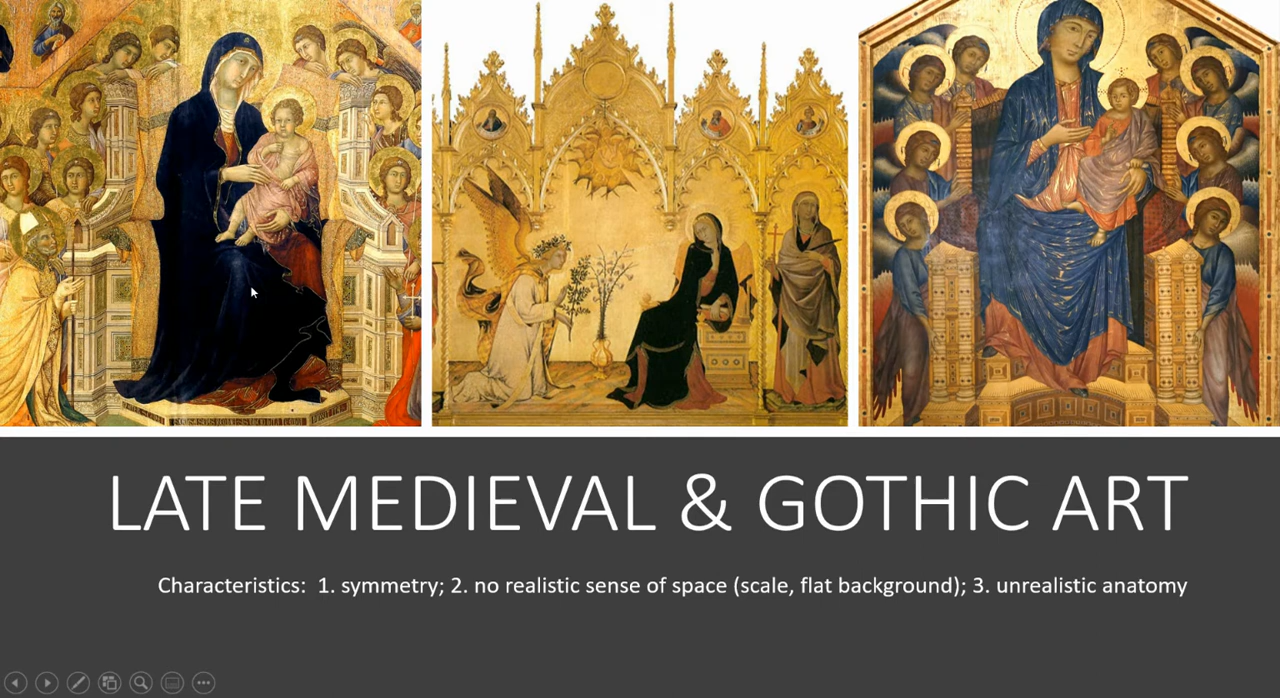 LATE MEDIEVAL & GOTHIC ART
Characteristics:  1. symmetry; 2. no realistic sense of space (scale, flat background); 3. unrealistic anatomy